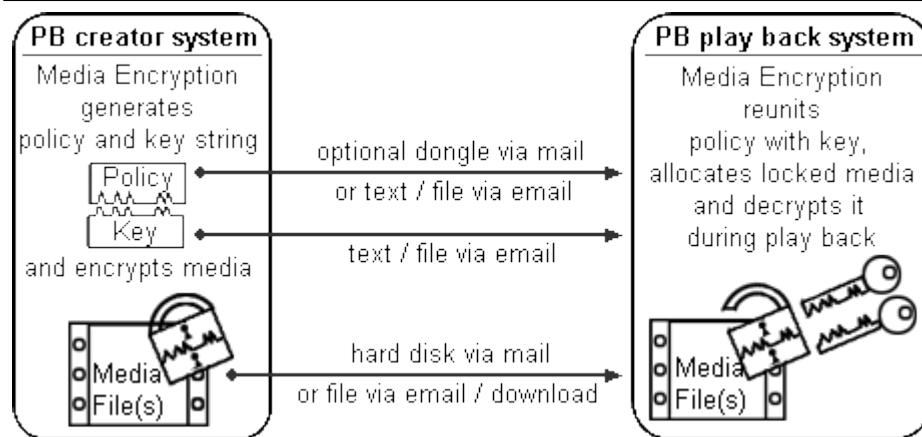 PB creator system
Media Encryption
generates
policy and key string
Policy
Key
and encrypts media
Media
File(s)
optional dongle via mail
or text / file via email
text / file via email
hard disk via mail
or file via email / download
PB play back system
Media Encryption
reunits
policy with key,
allocates locked media
and decrypts it
during play back
Media
File(s)